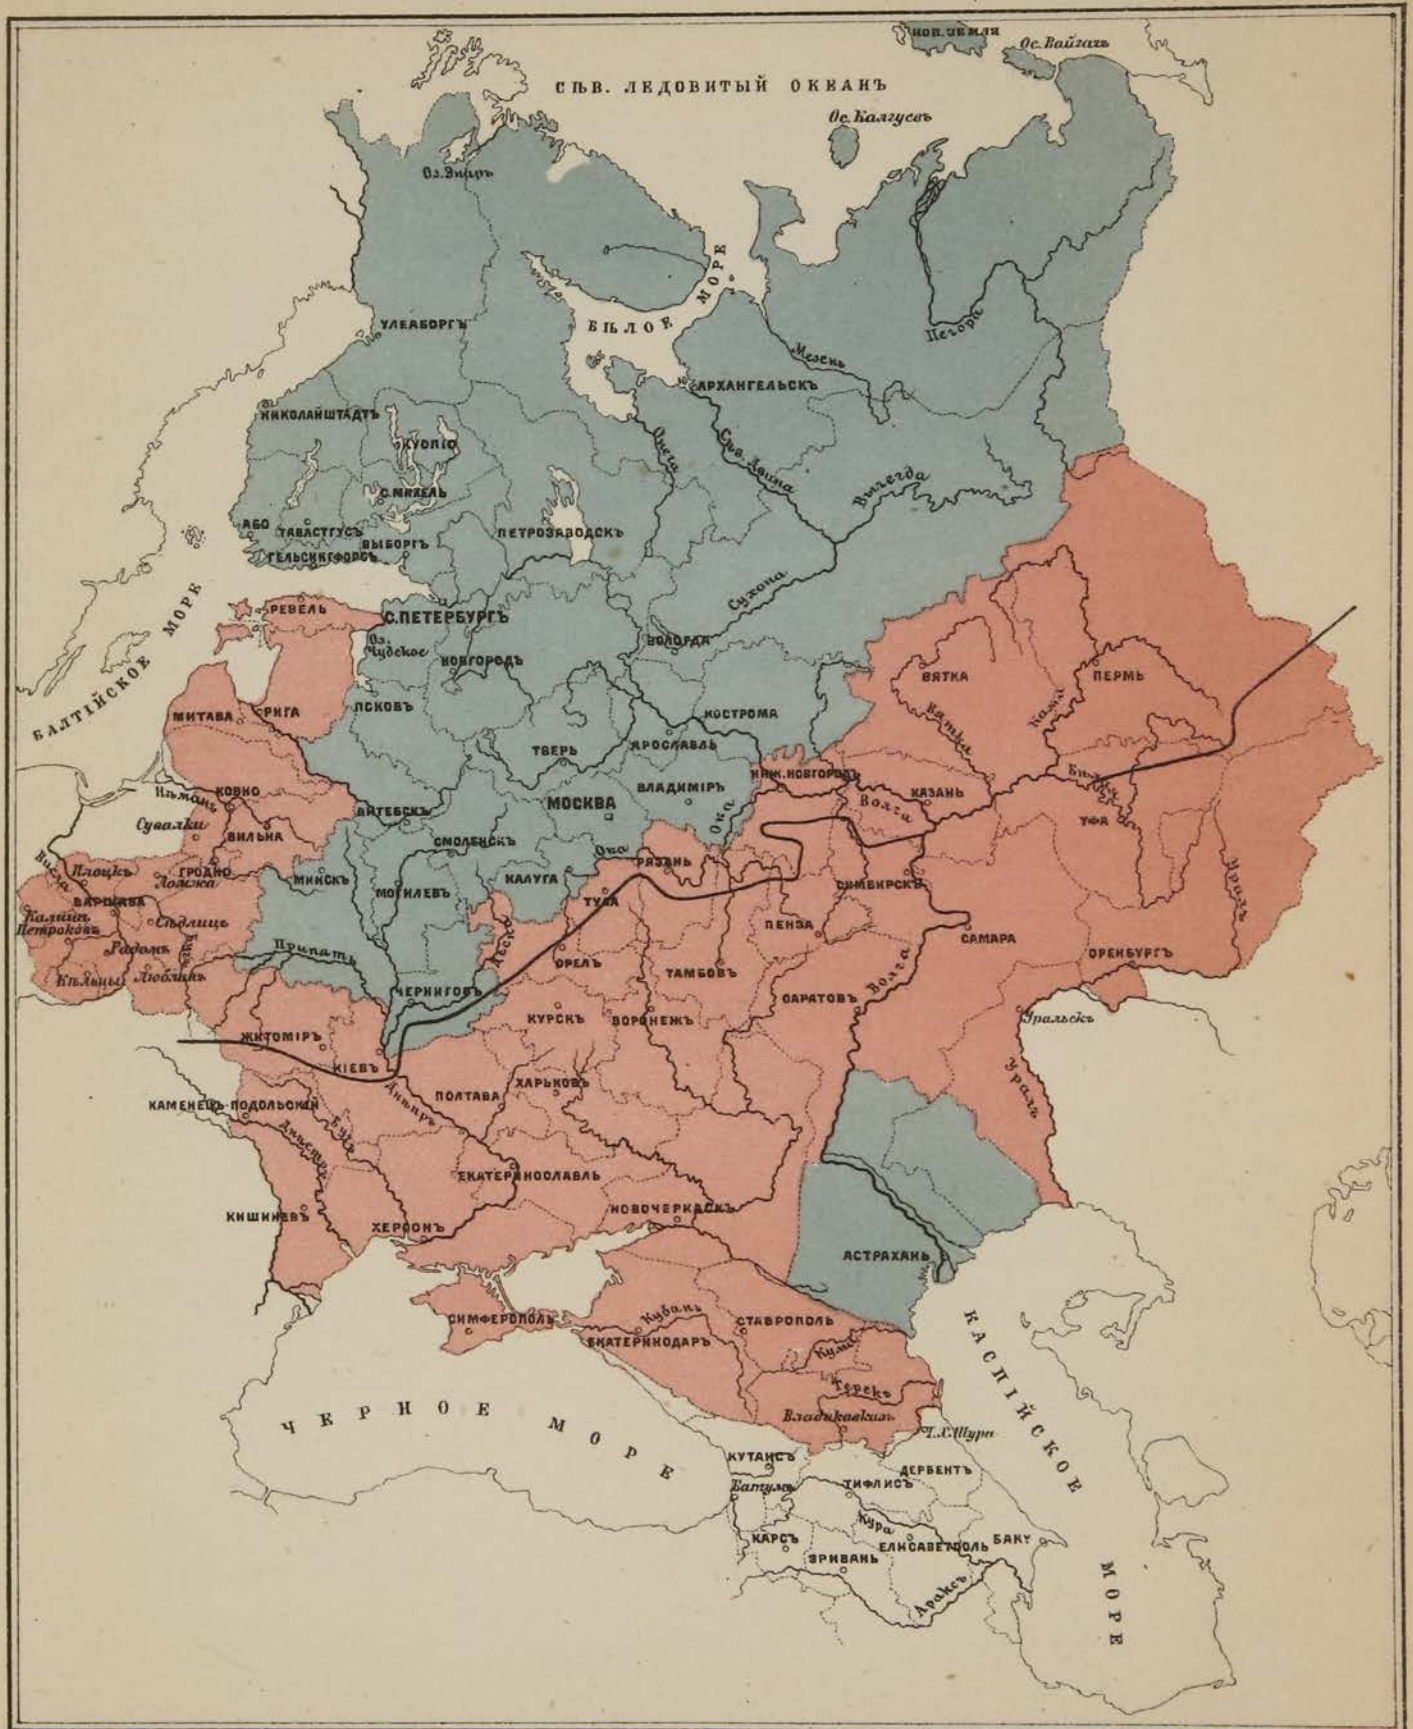 НОВ. ЗЕМЛЯ
Ос. Вайгачъ
СѢВ. ЛЕДОВИТЫЙ ОКЕАНЪ
Ос. Калгуевъ
Оз. Энаръ
БѢЛОЕ МОРЕ
Печора
Мезень
УЛЕАБОРГЪ
АРХАНГЕЛЬСКЪ
НИКОЛАЙШТАДТЪ
КУОПІО
Онега
Сѣв. Двина
Вычегда
С. МИХЕЛЬ
АБО
ТАВАСТГУСЪ
ВЫБОРГЪ
ГЕЛЬСИНГФОРСЪ
ПЕТРОЗАВОДСКЪ
Сухона
БАЛТІЙСКОЕ МОРЕ
РЕВЕЛЬ
С. ПЕТЕРБУРГЪ
Оз. Чудское
НОВГОРОДЪ
ВОЛОГДА
ВЯТКА
ПЕРМЬ
МИТАВА
РИГА
ПСКОВЪ
КОСТРОМА
Вятка
Кама
ТВЕРЬ
ЯРОСЛАВЛЬ
НИЖ. НОВГОРОДЪ
Бѣлая
Нѣманъ
КОВНО
ВЛАДИМІРЪ
КАЗАНЬ
Волга
МОСКВА
ВИТЕБСКЪ
Сувалки
ВИЛЬНА
Ока
УФА
СМОЛЕНСКЪ
Ока
РЯЗАНЬ
Висла
Плоцкъ
ГРОДНО
Ломжа
МИНСКЪ
МОГИЛЕВЪ
КАЛУГА
ТУЛА
СИМБИРСКЪ
Уралъ
ВАРШАВА
Калишъ
Петроковъ
Сѣдлицъ
ПЕНЗА
САМАРА
Радомъ
Припать
Десна
ОРЕЛЪ
ТАМБОВЪ
ОРЕНБУРГЪ
Кѣльцы
Люблинъ
ЧЕРНИГОВЪ
САРАТОВЪ
Волга
КУРСКЪ
ВОРОНЕЖЪ
Уральскъ
ЖИТОМІРЪ
КІЕВЪ
ХАРЬКОВЪ
ПОЛТАВА
Днѣпръ
Уралъ
КАМЕНЕЦЪ-ПОДОЛЬСКІЙ
Днѣстръ
Бугъ
ЕКАТЕРИНОСЛАВЛЬ
КИШИНЕВЪ
ХЕРСОНЪ
НОВОЧЕРКАСКЪ
АСТРАХАНЬ
СИМФЕРОПОЛЬ
Кубань
СТАВРОПОЛЬ
ЕКАТЕРИНОДАРЪ
Кума
Терекъ
КАСПІЙСКОЕ МОРЕ
ЧЕРНОЕ МОРЕ
Владикавказъ
Т.Х. Шура
КУТАИСЪ
ДЕРБЕНТЪ
Батумъ
ТИФЛИСЪ
Кура
КАРСЪ
ЕЛИСАВЕТПОЛЬ
БАКУ
ЭРИВАНЬ
Араксъ